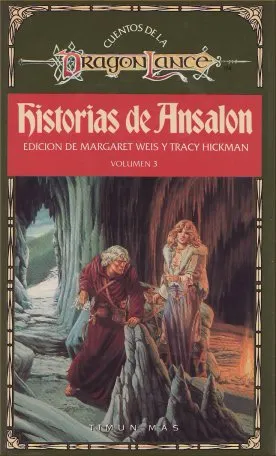 CUENTOS DE LA
DRAGONLANCE
Historias de Ansalon
EDICION DE MARGARET WEIS Y TRACY HICKMAN
VOLUMEN 3
TIMUN MAS